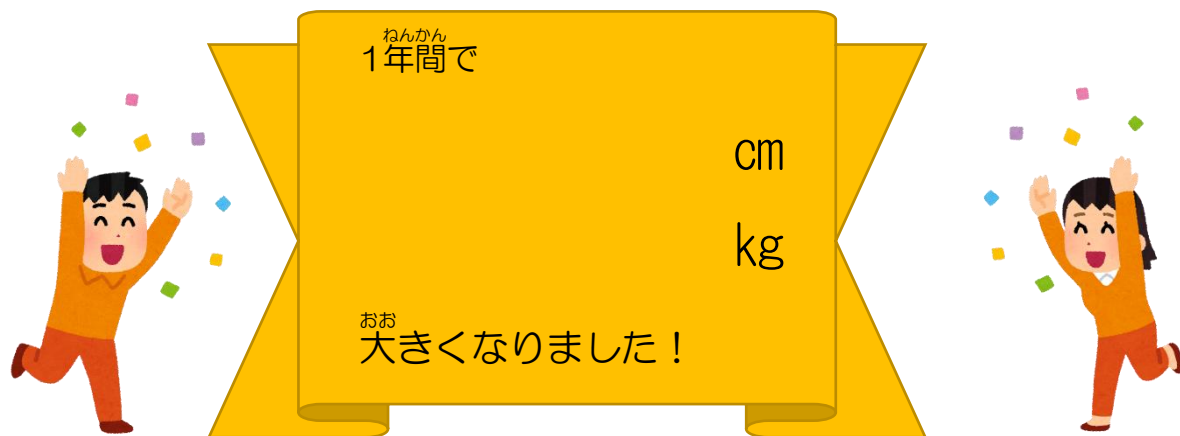 ねんかん
1年間で
cm
kg
おお
大きくなりました！